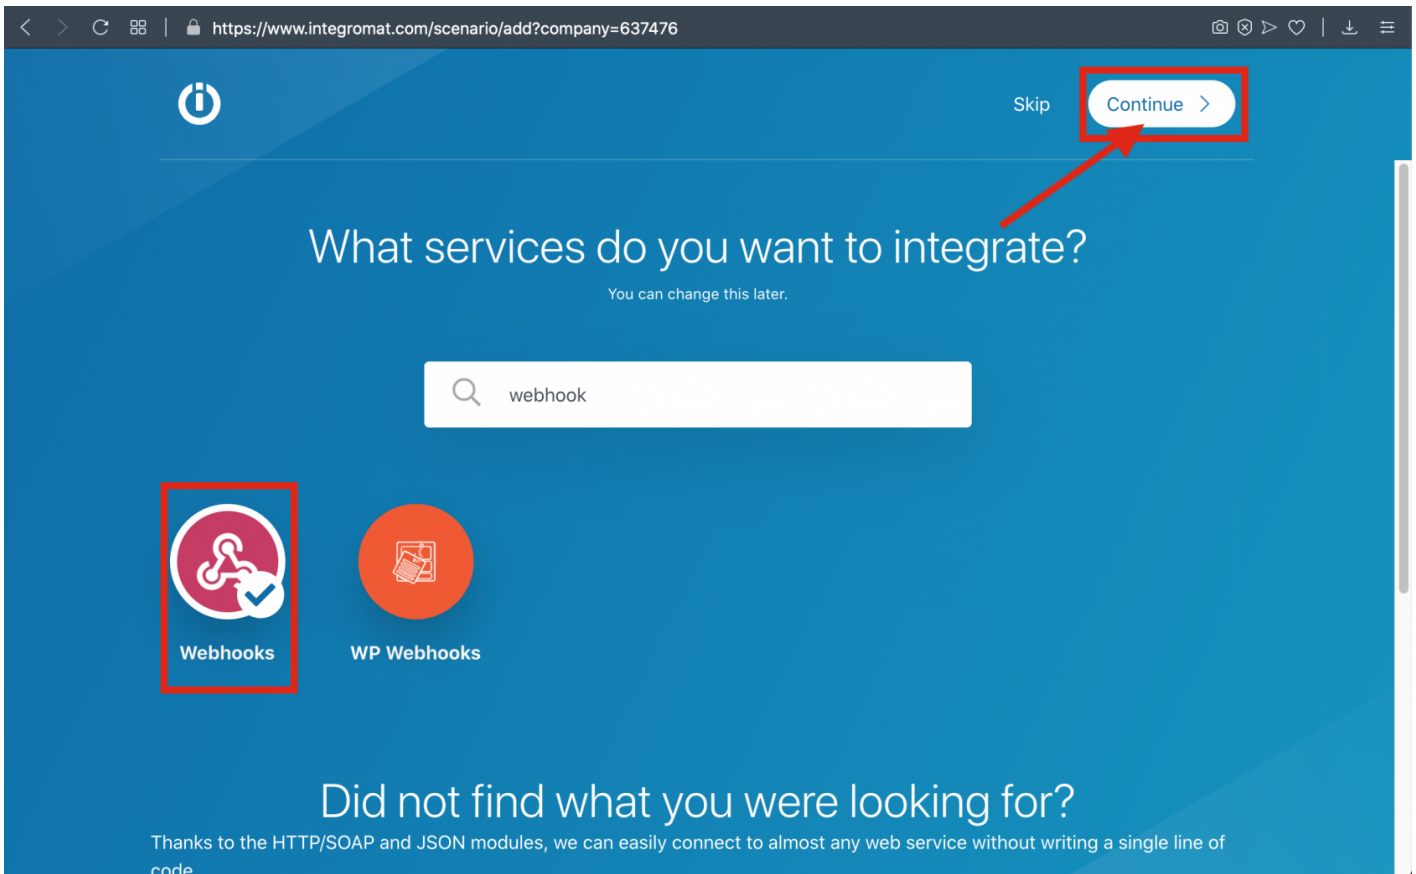 https://www.integromat.com/scenario/add?company=637476
Skip
Continue
What services do you want to integrate?
You can change this later.
webhook
Webhooks
WP Webhooks
Did not find what you were looking for?
Thanks to the HTTP/SOAP and JSON modules, we can easily connect to almost any web service without writing a single line of
code